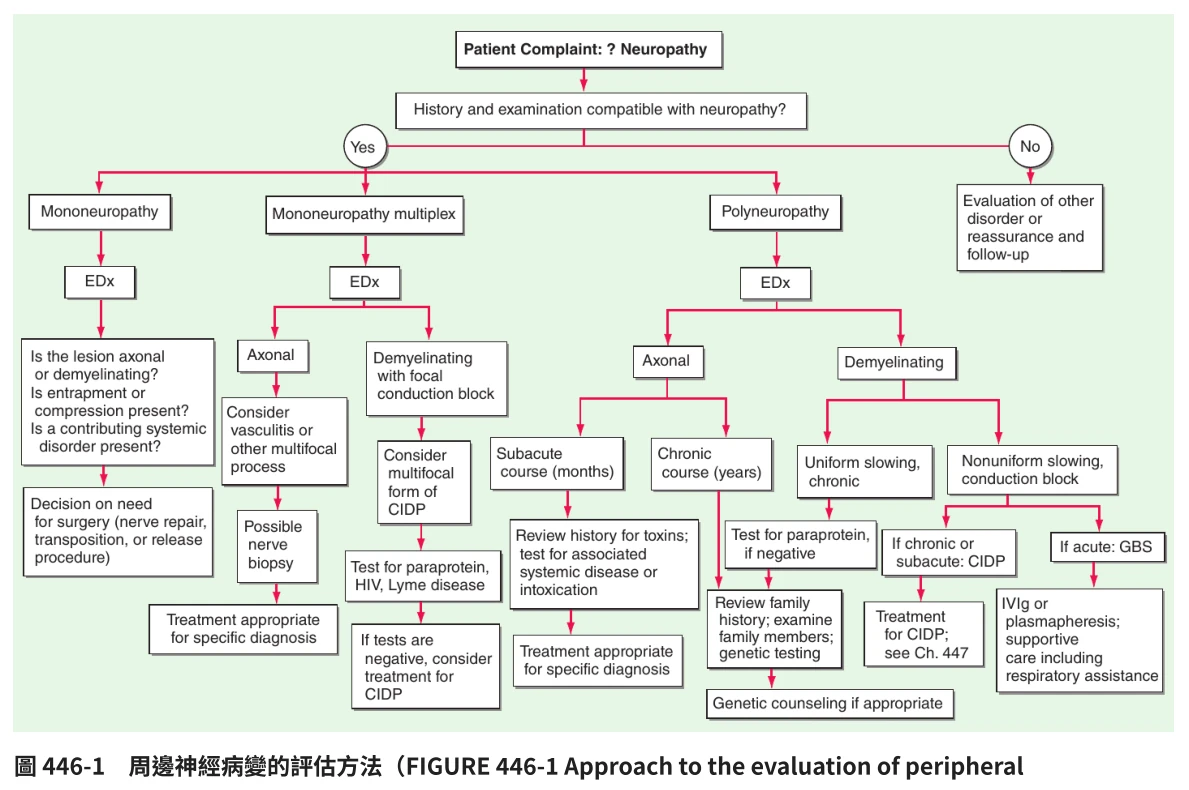 Patient Complaint: ? Neuropathy
History and examination compatible with neuropathy?
Yes
No
Mononeuropathy
Mononeuropathy multiplex
Polyneuropathy
Evaluation of other
disorder or
reassurance and
follow-up
EDx
EDx
EDx
Is the lesion axonal
or demyelinating?
Is entrapment or
compression present?
Is a contributing systemic
disorder present?
Decision on need
for surgery (nerve repair,
transposition, or release
procedure)
Axonal
Consider
vasculitis or
other multifocal
process
Possible
nerve
biopsy
Treatment appropriate
for specific diagnosis
Demyelinating
with focal
conduction block
Consider
multifocal
form of
CIDP
Test for paraprotein,
HIV, Lyme disease
If tests are
negative, consider
treatment for
CIDP
Axonal
Subacute
course (months)
Review history for toxins;
test for associated
systemic disease or
intoxication
Treatment appropriate
for specific diagnosis
Chronic
course (years)
Demyelinating
Uniform slowing,
chronic
Test for paraprotein,
if negative
Review family
history; examine
family members;
genetic testing
Genetic counseling if appropriate
Nonuniform slowing,
conduction block
If chronic or
subacute: CIDP
Treatment
for CIDP;
see Ch. 447
If acute: GBS
IVIg or
plasmapheresis;
supportive
care including
respiratory assistance
圖 446-1 周邊神經病變的評估方法（FIGURE 446-1 Approach to the evaluation of peripheral